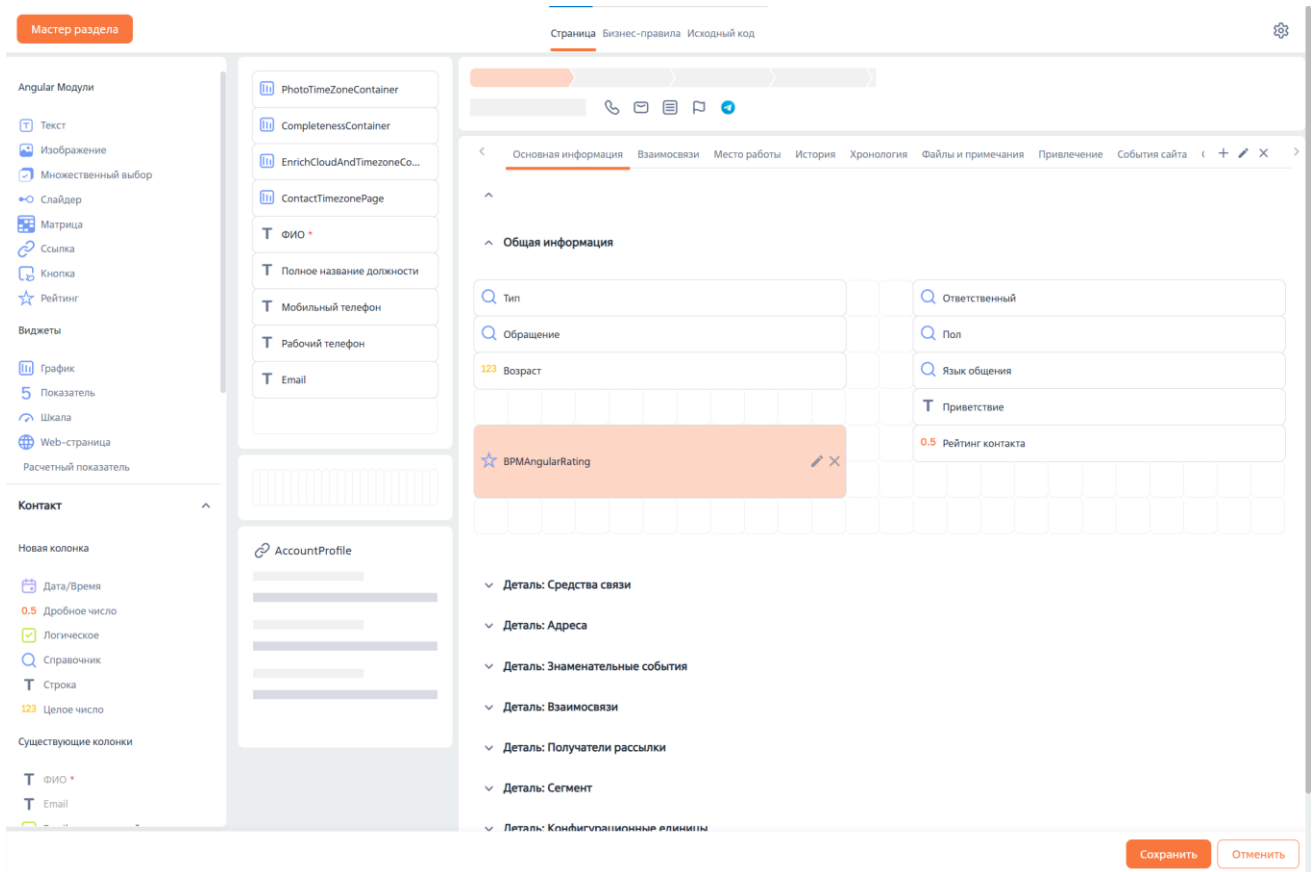 Мастер раздела
Страница Бизнес-правила Исходный код
Angular Модули
Текст
Изображение
Множественный выбор
Слайдер
Матрица
Ссылка
Кнопка
Рейтинг
Виджеты
График
5 Показатель
Шкала
Web-страница
Расчетный показатель
Контакт
Новая колонка
Дата/Время
0.5 Дробное число
Логическое
Справочник
T Строка
123 Целое число
Существующие колонки
T ФИО *
T Email
PhotoTimeZoneContainer
CompletenessContainer
EnrichCloudAndTimezoneCo...
ContactTimezonePage
T ФИО *
T Полное название должности
T Мобильный телефон
T Рабочий телефон
T Email
AccountProfile
Основная информация Взаимосвязи Место работы История Хронология Файлы и примечания Привлечение События сайта
Общая информация
Тип
Ответственный
Обращение
Пол
123 Возраст
Язык общения
T Приветствие
BPMAngularRating
0.5 Рейтинг контакта
Деталь: Средства связи
Деталь: Адреса
Деталь: Знаменательные события
Деталь: Взаимосвязи
Деталь: Получатели рассылки
Деталь: Сегмент
Деталь: Конфигурационные единицы
Сохранить Отменить